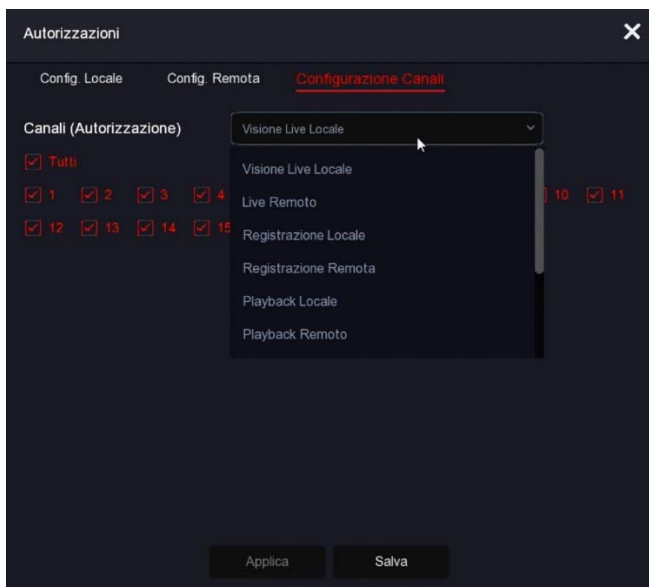 Autorizzazioni
Config. Locale Config. Remota Configurazione Canali
Canali (Autorizzazione) Visione Live Locale
Tutti
Visione Live Locale
1 2 3 4 10 11
Live Remoto
12 13 14 15
Registrazione Locale
Registrazione Remota
Playback Locale
Playback Remoto
Applica Salva